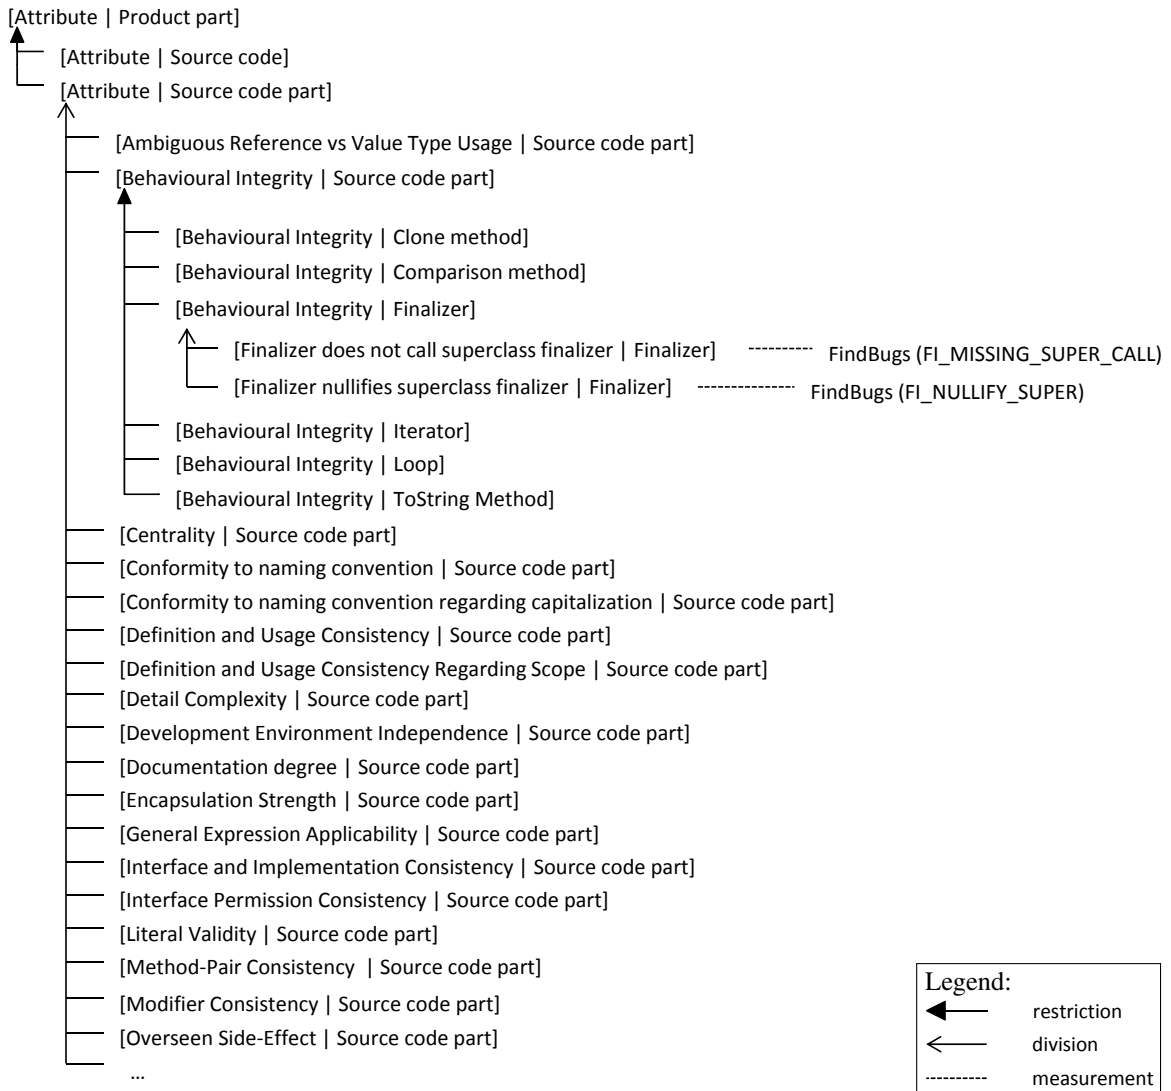 [Attribute | Product part]
[Attribute | Source code]
[Attribute | Source code part]
[Ambiguous Reference vs Value Type Usage | Source code part]
[Behavioural Integrity | Source code part]
[Behavioural Integrity | Clone method]
[Behavioural Integrity | Comparison method]
[Behavioural Integrity | Finalizer]
[Finalizer does not call superclass finalizer | Finalizer] FindBugs (FI_MISSING_SUPER_CALL)
[Finalizer nullifies superclass finalizer | Finalizer] FindBugs (FI_NULLIFY_SUPER)
[Behavioural Integrity | Iterator]
[Behavioural Integrity | Loop]
[Behavioural Integrity | ToString Method]
[Centrality | Source code part]
[Conformity to naming convention | Source code part]
[Conformity to naming convention regarding capitalization | Source code part]
[Definition and Usage Consistency | Source code part]
[Definition and Usage Consistency Regarding Scope | Source code part]
[Detail Complexity | Source code part]
[Development Environment Independence | Source code part]
[Documentation degree | Source code part]
[Encapsulation Strength | Source code part]
[General Expression Applicability | Source code part]
[Interface and Implementation Consistency | Source code part]
[Interface Permission Consistency | Source code part]
[Literal Validity | Source code part]
[Method-Pair Consistency | Source code part]
[Modifier Consistency | Source code part]
[Overseen Side-Effect | Source code part]
...
Legend:
restriction
division
measurement